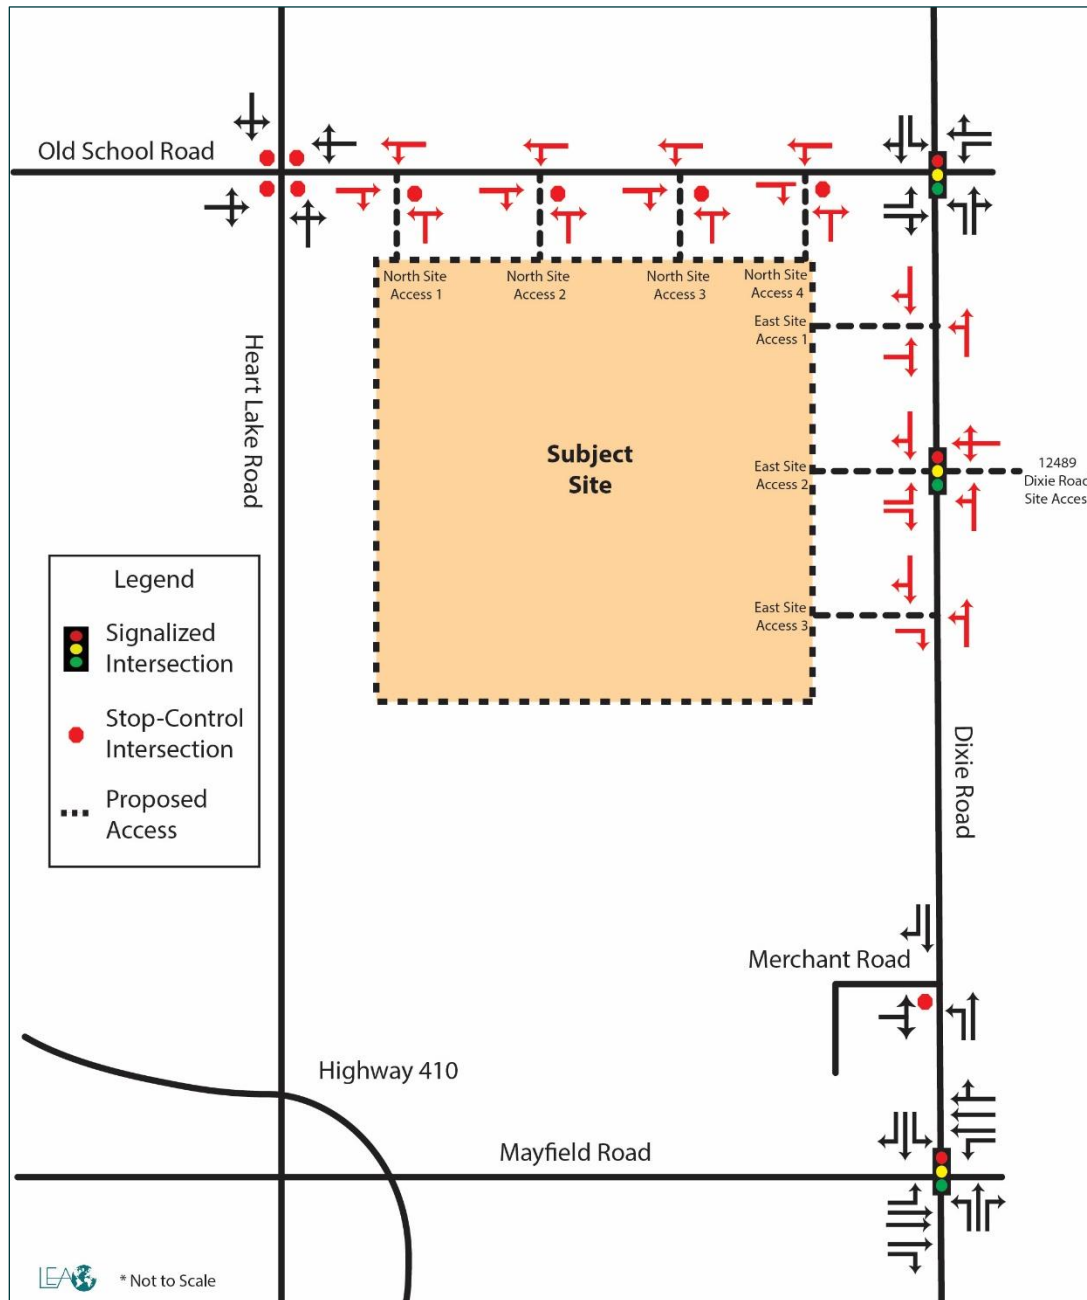 Old School Road
North Site
Access 1
North Site
Access 2
North Site
Access 3
North Site
Access 4
East Site
Access 1
Heart Lake Road
Subject
Site
East Site
Access 2
12489
Dixie Road
Site Acces
East Site
Access 3
Legend
Signalized
Intersection
Stop-Control
Intersection
Proposed
Access
Dixie Road
Merchant Road
Highway 410
Mayfield Road
LEA
* Not to Scale